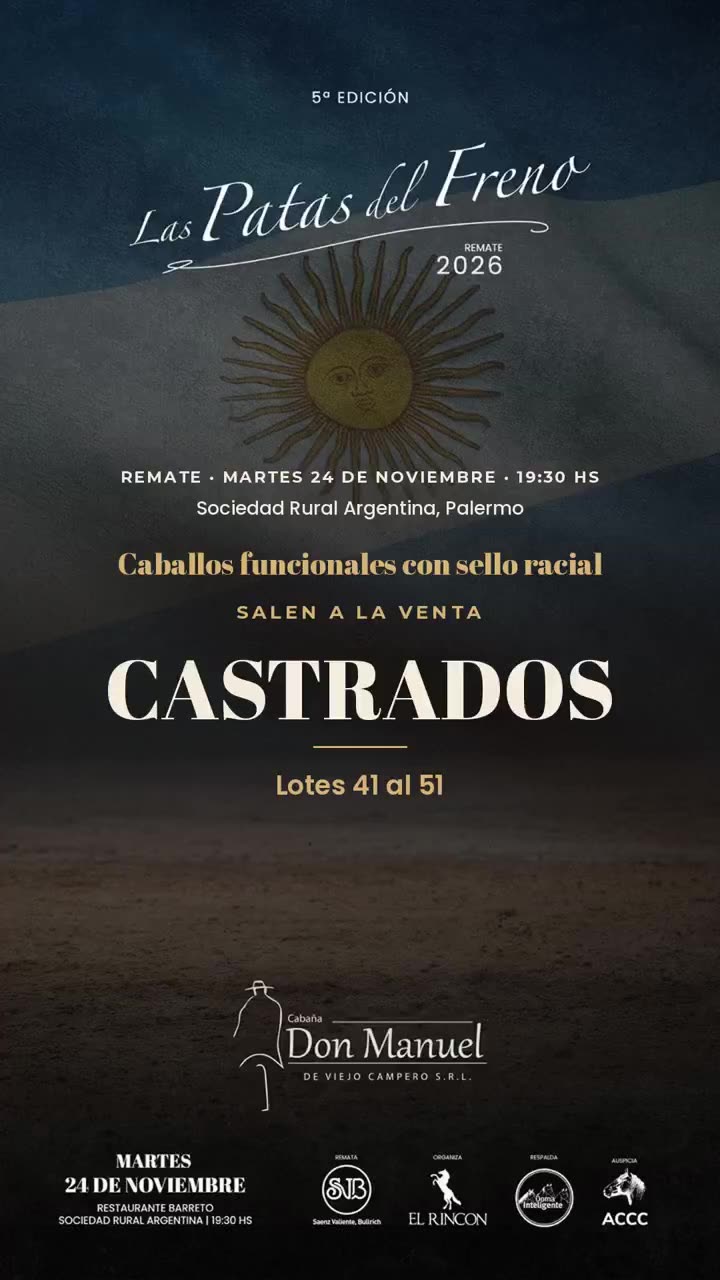 5ª EDICIÓN
Las Patas del Freno
REMATE
2026
REMATE · MARTES 24 DE NOVIEMBRE · 19:30 HS
Sociedad Rural Argentina, Palermo
Caballos funcionales con sello racial
SALEN A LA VENTA
CASTRADOS
Lotes 41 al 51
Cabaña
Don Manuel
DE VIEJO CAMPERO S.R.L.
MARTES
24 DE NOVIEMBRE
RESTAURANTE BARRETO
SOCIEDAD RURAL ARGENTINA | 19:30 HS
REMATA
SVB
Saenz Valiente, Bullrich
ORGANIZA
EL RINCON
RESPALDA
Doma
Inteligente
AUSPICIA
ACCC